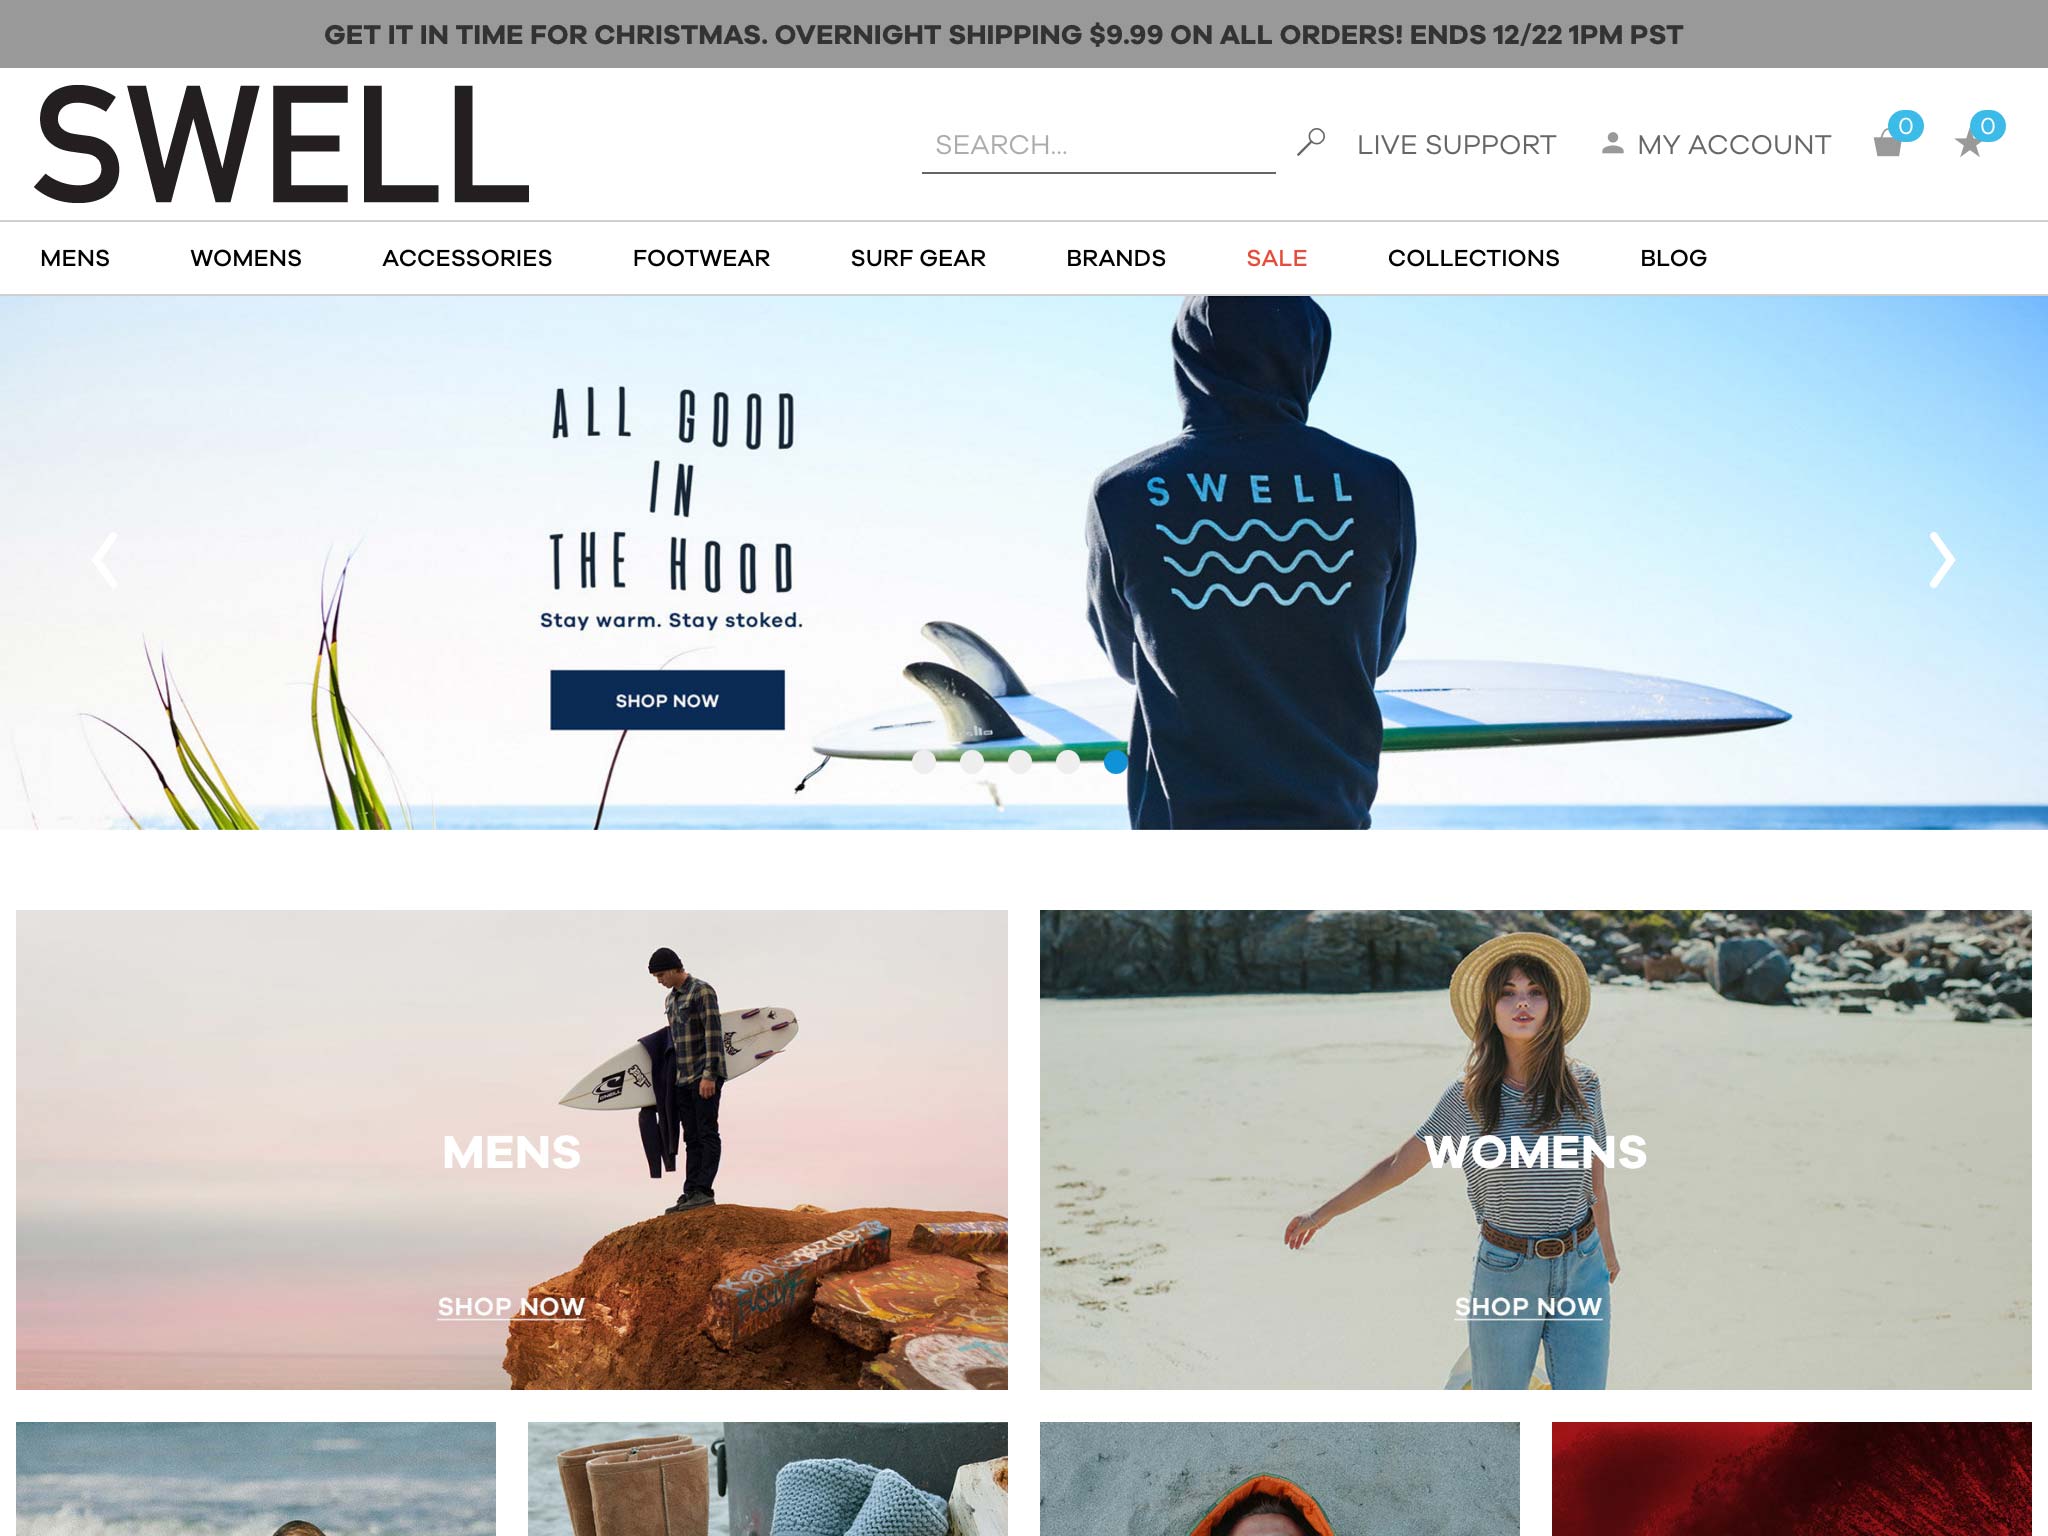 GET IT IN TIME FOR CHRISTMAS. OVERNIGHT SHIPPING $9.99 ON ALL ORDERS! ENDS 12/22 1PM PST
SWELL
SEARCH...
LIVE SUPPORT
MY ACCOUNT
0
0
MENS
WOMENS
ACCESSORIES
FOOTWEAR
SURF GEAR
BRANDS
SALE
COLLECTIONS
BLOG
ALL GOOD
IN
THE HOOD
Stay warm. Stay stoked.
SHOP NOW
SWELL
MENS
SHOP NOW
WOMENS
SHOP NOW